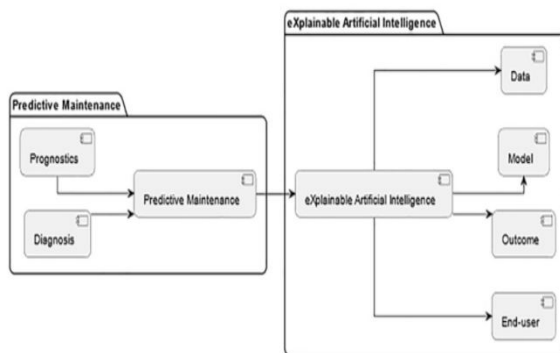 eXplainable Artificial Intelligence
Data
Predictive Maintenance
Prognostics
Model
Predictive Maintenance
eXplainable Artificial Intelligence
Diagnosis
Outcome
End-user